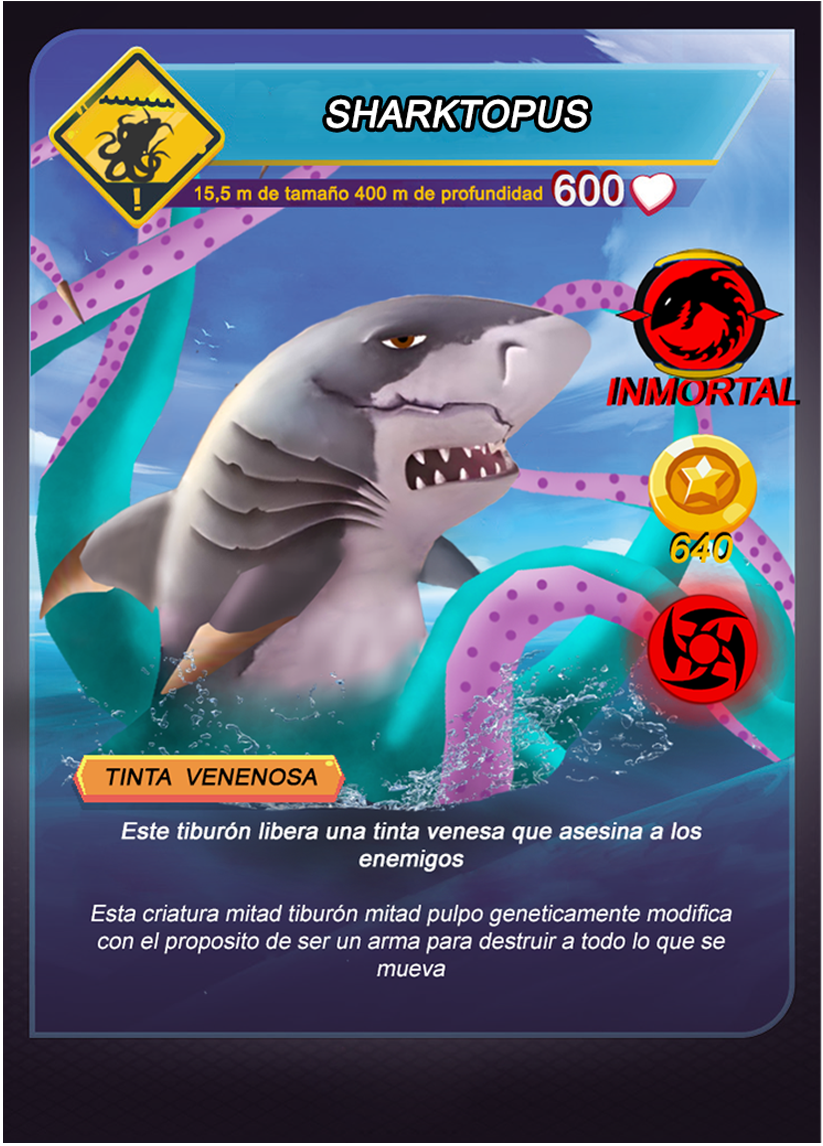 SHARKTOPUS
15,5 m de tamaño 400 m de profundidad 600
INMORTAL
640
TINTA VENENOSA
Este tiburón libera una tinta venesa que asesina a los
enemigos
Esta criatura mitad tiburón mitad pulpo geneticamente modifica
con el proposito de ser un arma para destruir a todo lo que se
mueva